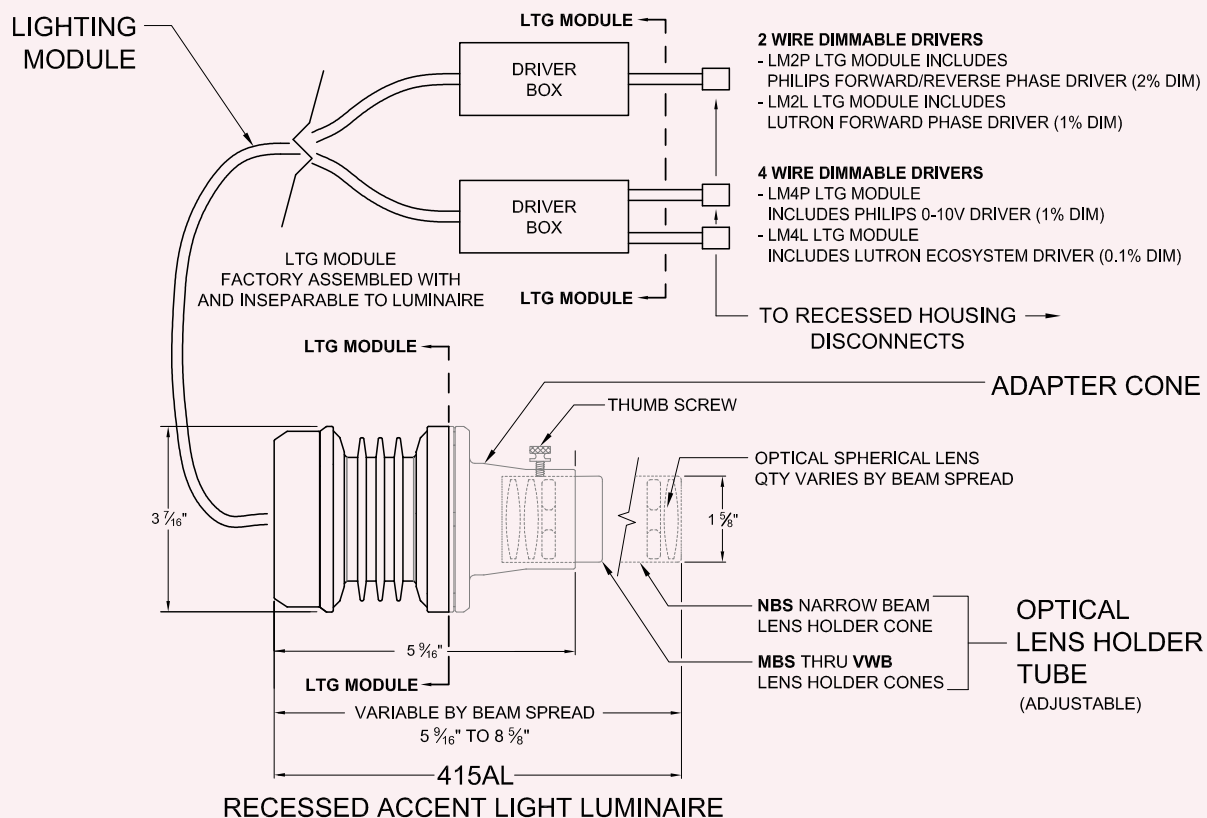 LIGHTING
MODULE
LTG MODULE
DRIVER
BOX
2 WIRE DIMMABLE DRIVERS
- LM2P LTG MODULE INCLUDES
PHILIPS FORWARD/REVERSE PHASE DRIVER (2% DIM)
- LM2L LTG MODULE INCLUDES
LUTRON FORWARD PHASE DRIVER (1% DIM)
DRIVER
BOX
4 WIRE DIMMABLE DRIVERS
- LM4P LTG MODULE
INCLUDES PHILIPS 0-10V DRIVER (1% DIM)
- LM4L LTG MODULE
INCLUDES LUTRON ECOSYSTEM DRIVER (0.1% DIM)
LTG MODULE
FACTORY ASSEMBLED WITH
AND INSEPARABLE TO LUMINAIRE
LTG MODULE
TO RECESSED HOUSING
DISCONNECTS
LTG MODULE
ADAPTER CONE
THUMB SCREW
OPTICAL SPHERICAL LENS
QTY VARIES BY BEAM SPREAD
3 7/16"
1 5/8"
NBS NARROW BEAM
LENS HOLDER CONE
MBS THRU VWB
LENS HOLDER CONES
OPTICAL
LENS HOLDER
TUBE
(ADJUSTABLE)
5 9/16"
LTG MODULE
VARIABLE BY BEAM SPREAD
5 9/16" TO 8 5/8"
415AL
RECESSED ACCENT LIGHT LUMINAIRE